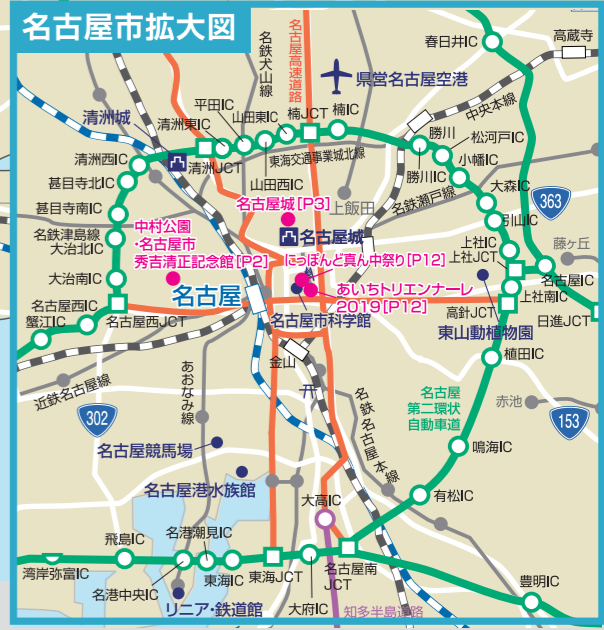 名古屋市拡大図
春日井IC
高蔵寺
名鉄犬山線
名古屋高速道路
県営名古屋空港
中央本線
平田IC
山田東IC
楠JCT
楠IC
清洲城
清洲東IC
勝川
松河戸IC
清洲西IC
清洲JCT
東海交通事業城北線
小幡IC
甚目寺北IC
山田西IC
勝川IC
大森IC
363
上飯田
名鉄瀬戸線
甚目寺南IC
名古屋城[P3]
引山IC
中村公園
・名古屋市
秀吉清正記念館[P2]
名鉄津島線
大治北IC
名古屋城
上社IC
藤ヶ丘
上社JCT
にっぽんど真ん中祭り[P12]
大治南IC
名古屋IC
名古屋
あいちトリエンナーレ
2019[P12]
上社南IC
名古屋西IC
高針JCT
蟹江IC
名古屋西JCT
名古屋市科学館
東山動植物園
日進JCT
金山
植田IC
近鉄名古屋線
あおなみ線
名古屋
第二環状
自動車道
赤池
302
153
名鉄名古屋本線
名古屋競馬場
鳴海IC
名古屋港水族館
大高IC
有松IC
飛島IC
名港潮見IC
湾岸弥富IC
名港中央IC
東海IC
東海JCT
名古屋南
JCT
豊明IC
リニア・鉄道館
大府IC
知多半島道路